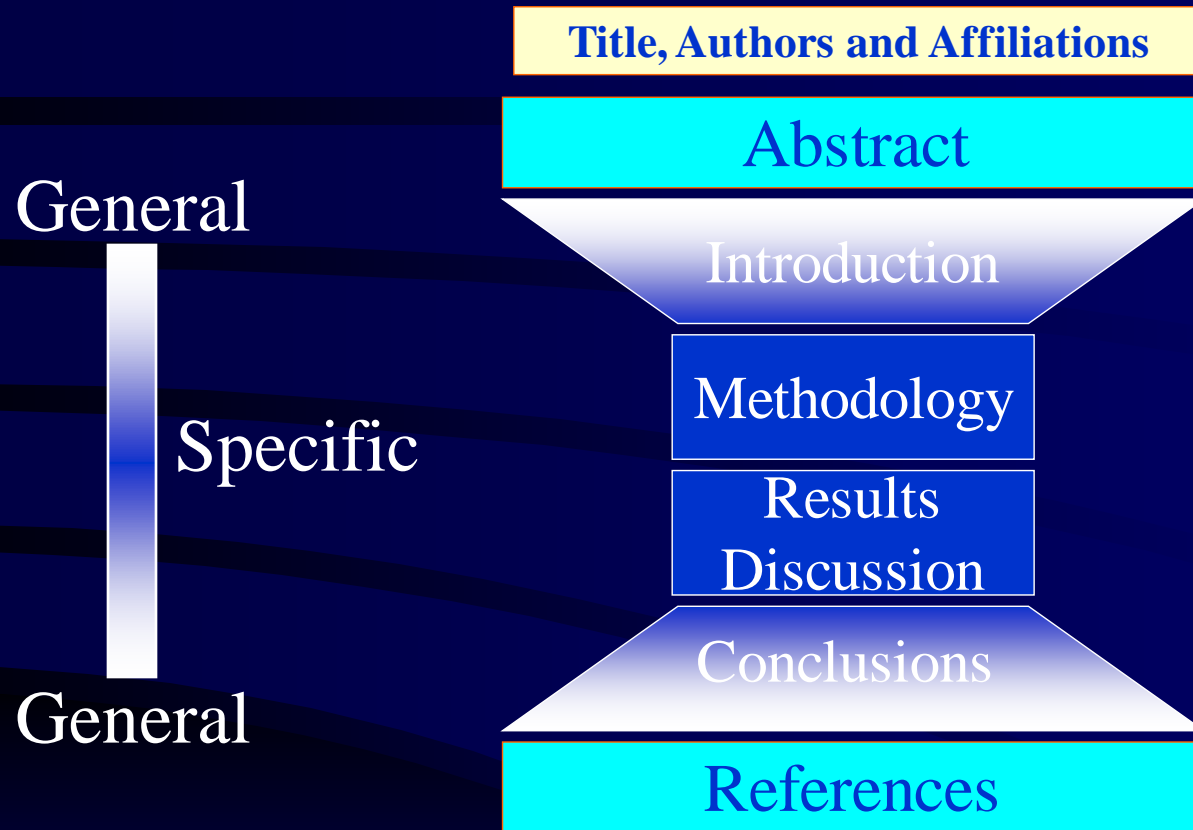 Title, Authors and Affiliations
Abstract
General
Introduction
Methodology
Specific
Results
Discussion
Conclusions
General
References